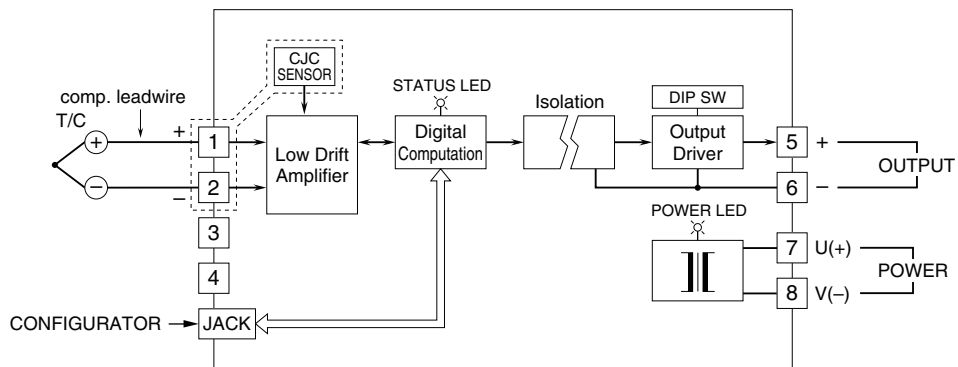 CJC
SENSOR
STATUS LED
comp. leadwire
T/C
Isolation
DIP SW
+
1
+
Low Drift
Amplifier
Digital
Computation
Output
Driver
5
+
OUTPUT
−
2
−
6
−
3
POWER LED
7
U(+)
POWER
4
8
V(−)
CONFIGURATOR
JACK